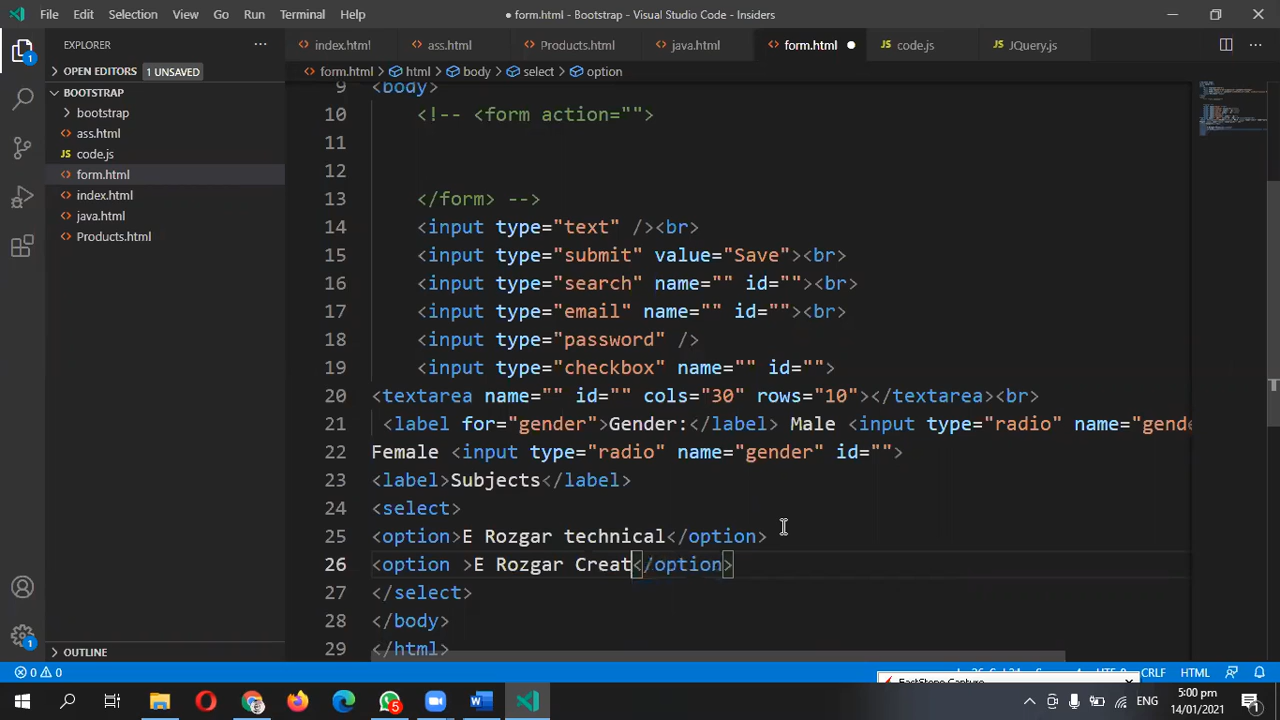 File Edit Selection View Go Run Terminal Help
● form.html - Bootstrap - Visual Studio Code - Insiders
EXPLORER
index.html ass.html Products.html java.html form.html code.js JQuery.js
OPEN EDITORS 1 UNSAVED
form.html > html > body > select > option
BOOTSTRAP
bootstrap
ass.html
code.js
form.html
index.html
java.html
Products.html
9 <body>
10 <!-- <form action="">
11
12
13 </form> -->
14 <input type="text" /><br>
15 <input type="submit" value="Save"><br>
16 <input type="search" name="" id=""><br>
17 <input type="email" name="" id=""><br>
18 <input type="password" />
19 <input type="checkbox" name="" id="">
20 <textarea name="" id="" cols="30" rows="10"></textarea><br>
21 <label for="gender">Gender:</label> Male <input type="radio" name="gende
22 Female <input type="radio" name="gender" id="">
23 <label>Subjects</label>
24 <select>
25 <option>E Rozgar technical</option>
26 <option >E Rozgar Creat</option>
27 </select>
28 </body>
29 </html>
OUTLINE
1
1
0 0
CRLF HTML
5
ENG
5:00 pm
14/01/2021
1